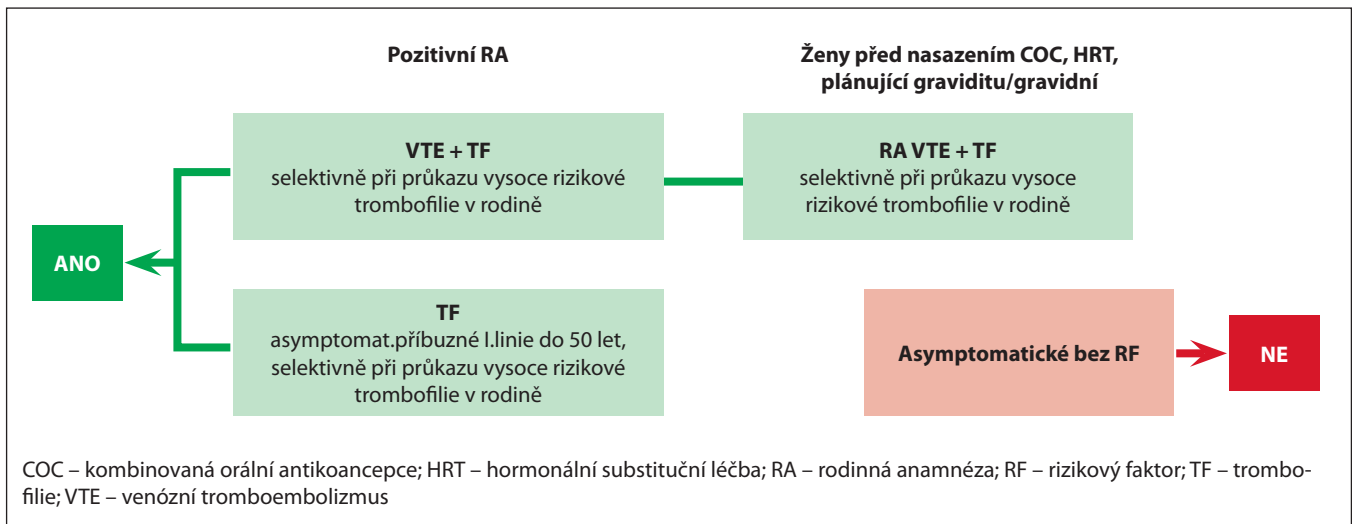 Pozitivní RA
Ženy před nasazením COC, HRT,
plánující graviditu/gravidní
VTE + TF
selektivně při průkazu vysoce rizikové
trombofilie v rodině
RA VTE + TF
selektivně při průkazu vysoce
rizikové trombofilie v rodině
ANO
TF
asymptomat.příbuzné l.linie do 50 let,
selektivně při průkazu vysoce rizikové
trombofilie v rodině
Asymptomatické bez RF
NE
COC – kombinovaná orální antikoancepce; HRT – hormonální substituční léčba; RA – rodinná anamnéza; RF – rizikový faktor; TF – trombo-
filie; VTE – venózní tromboembolizmus